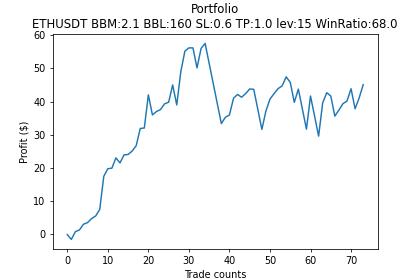 Portfolio
ETHUSDT BBM:2.1 BBL:160 SL:0.6 TP:1.0 lev:15 WinRatio:68.0
60
50
40
30
20
10
0
Profit ($)
0 10 20 30 40 50 60 70
Trade counts